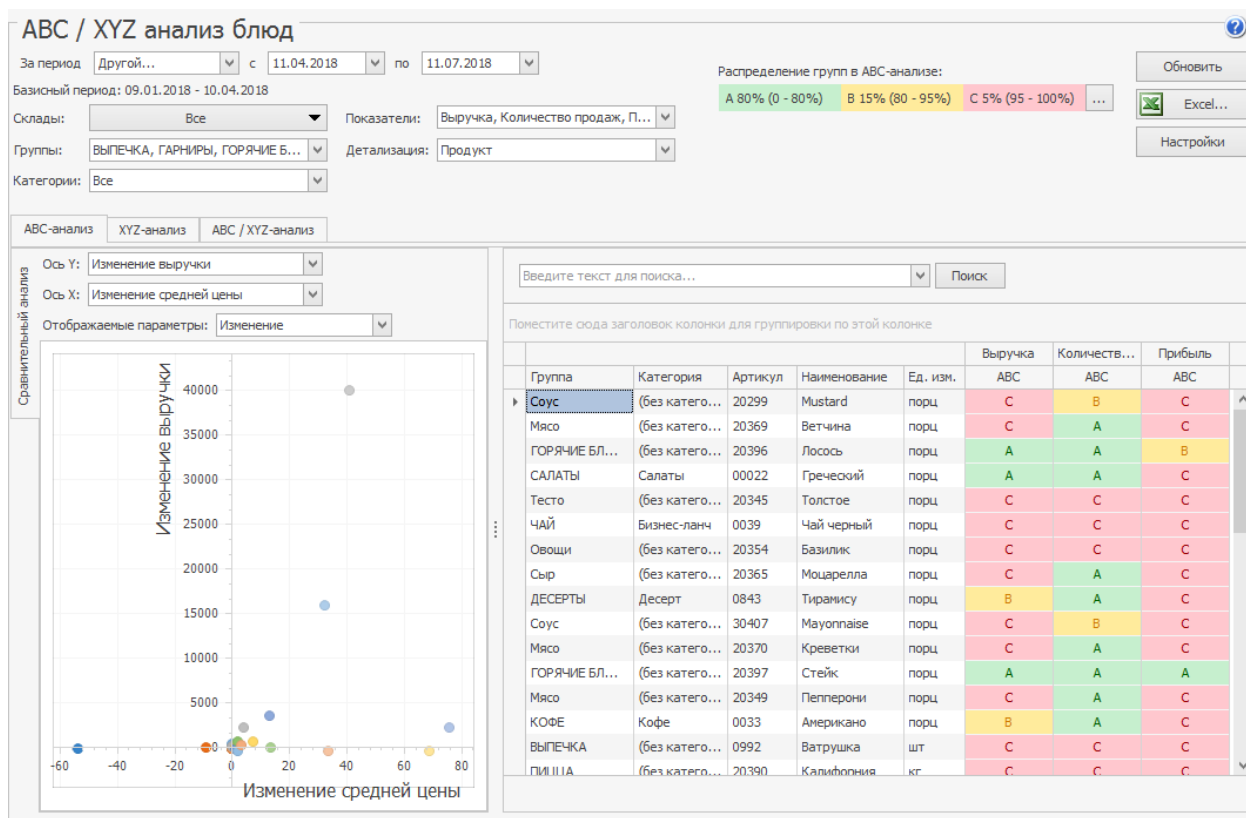 ABC / XYZ анализ блюд
За период Другой... с 11.04.2018 по 11.07.2018
Базисный период: 09.01.2018 - 10.04.2018
Склады: Все Показатели: Выручка, Количество продаж, П...
Группы: ВЫПЕЧКА, ГАРНИРЫ, ГОРЯЧИЕ Б... Детализация: Продукт
Категории: Все
Распределение групп в ABC-анализе:
A 80% (0 - 80%) B 15% (80 - 95%) C 5% (95 - 100%) ...
Обновить
Excel...
Настройки
ABC-анализ XYZ-анализ ABC / XYZ-анализ
Сравнительный анализ
Ось Y: Изменение выручки
Ось X: Изменение средней цены
Отображаемые параметры: Изменение
Изменение выручки
40000
35000
30000
25000
20000
15000
10000
5000
0
-60 -40 -20 0 20 40 60 80
Изменение средней цены
Введите текст для поиска... Поиск
Поместите сюда заголовок колонки для группировки по этой колонке
Выручка Количеств... Прибыль
Группа Категория Артикул Наименование Ед. изм. ABC ABC ABC
Соус (без катего... 20299 Mustard порц C B C
Мясо (без катего... 20369 Ветчина порц C A C
ГОРЯЧИЕ БЛ... (без катего... 20396 Лосось порц A A B
САЛАТЫ Салаты 00022 Греческий порц A A C
Тесто (без катего... 20345 Толстое порц C C C
ЧАЙ Бизнес-ланч 0039 Чай черный порц C C C
Овощи (без катего... 20354 Базилик порц C C C
Сыр (без катего... 20365 Моцарелла порц C A C
ДЕСЕРТЫ Десерт 0843 Тирамису порц B A C
Соус (без катего... 30407 Mayonnaise порц C B C
Мясо (без катего... 20370 Креветки порц C A C
ГОРЯЧИЕ БЛ... (без катего... 20397 Стейк порц A A A
Мясо (без катего... 20349 Пепперони порц C A C
КОФЕ Кофе 0033 Американо порц B A C
ВЫПЕЧКА (без катего... 0992 Ватрушка шт C C C
ПИЦЦА (без катего... 20390 Калифорния кг C C C